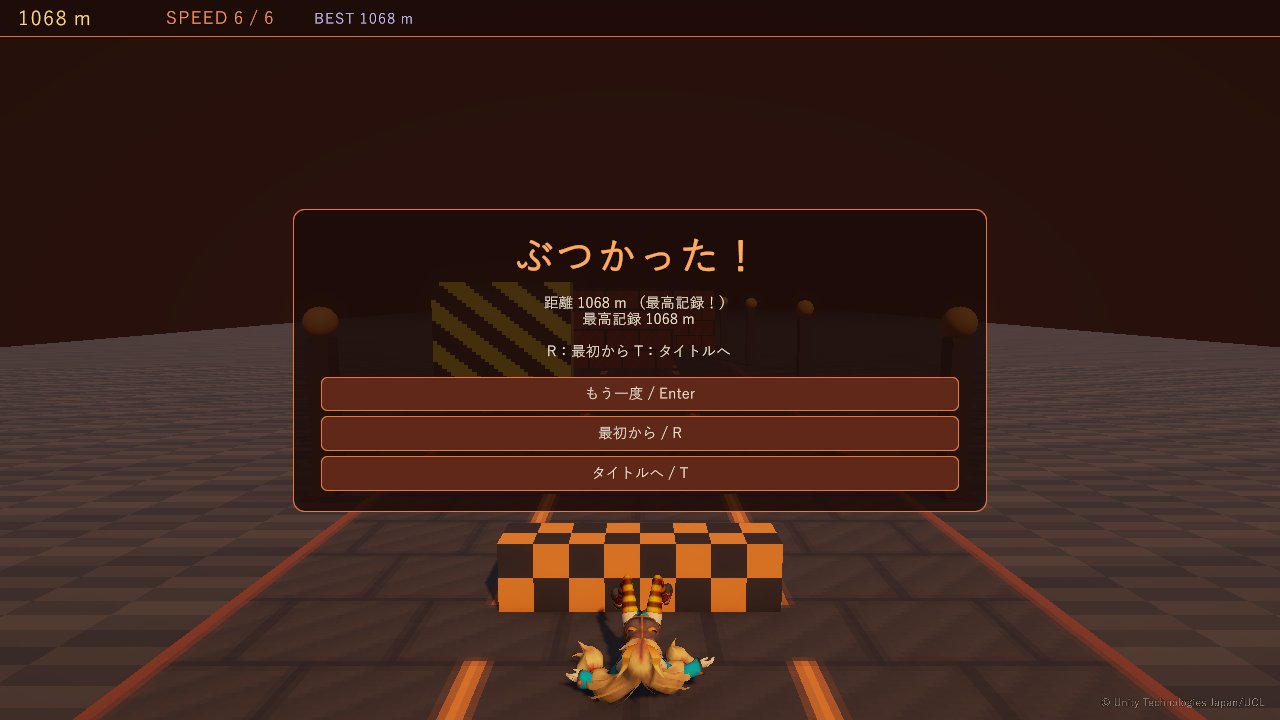 1068 m
SPEED 6 / 6
BEST 1068 m
ぶつかった！
距離 1068 m （最高記録！）
最高記録 1068 m
R：最初から T：タイトルへ
もう一度 / Enter
最初から / R
タイトルへ / T
© Unity Technologies Japan/UCL